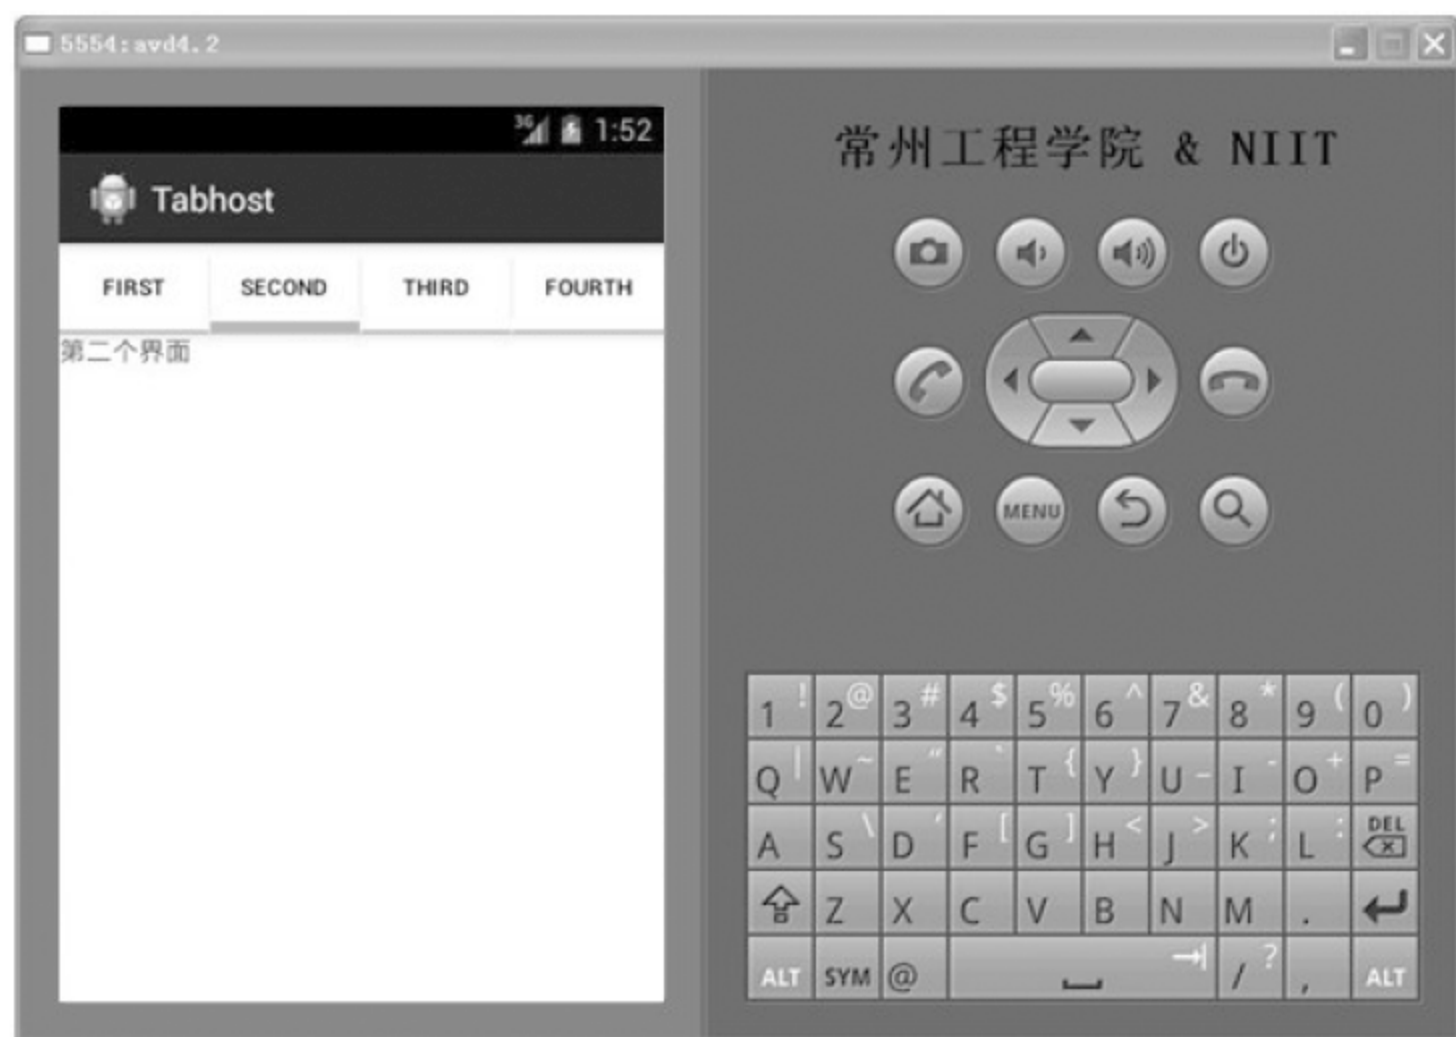 5554:avd4.2
3G 1:52
Tabhost
FIRST SECOND THIRD FOURTH
第二个界面
常州工程学院 & NIIT
MENU
1 ! 2 @ 3 # 4 $ 5 % 6 ^ 7 & 8 * 9 ( 0 )
Q | W ~ E " R ` T { Y } U _ I - O + P =
A S \ D ' F [ G ] H < J > K ; L : DEL
Z X C V B N M .
ALT SYM @ / ? , ALT